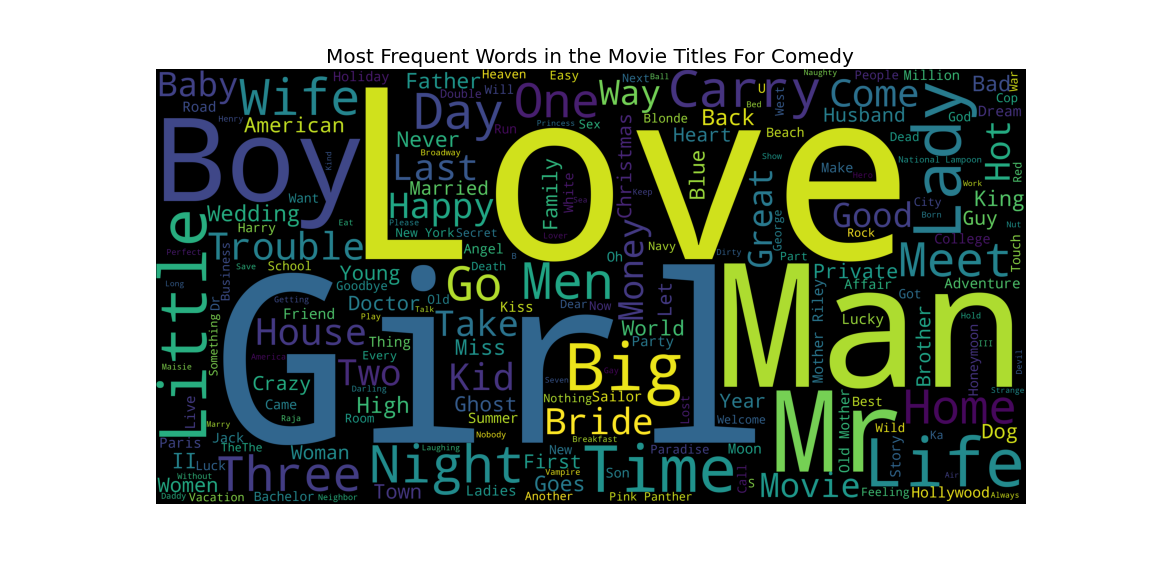 Most Frequent Words in the Movie Titles For Comedy
Baby
Road
Wife
Holiday
Henry
American
Father
Double
Heaven
Will
Easy
Day
Run
One
Princess
Sex
Way
Next
Ball
Blonde
Carry
Back
Bed
U
West
Naughty
Come
People
Million
Husband
God
Bad
Cop
War
Dream
Boy
Love
Never
Broadway
Last
Married
Happy
Please
New York
Secret
Kind
Want
Eat
Wedding
Harry
Family
White
Sea
Lover
Christmas
Keep
Heart
Blue
Beach
Show
Make
Hero
Dead
National Lampoon
Lady
Hot
Red
Work
King
Born
Nut
City
Guy
College
Good
Rock
Great
George
Little
Perfect
Trouble
Business
Angel
B
Navy
Oh
Dirty
Part
Touch
Meet
Long
Save
School
Young
Goodbye
Death
Go
Men
Money
Let
Private
Affair
Got
Adventure
Dr
Something
Getting
Doctor
Old
Talk
Kiss
Dear
Now
Girl
Man
Friend
Play
House
Thing
Take
Miss
World
Party
Mother Riley
Lucky
Brother
Hold
III
Honeymoon
Devil
Maisie
America
Every
Two
Darling
Kid
Big
Seven
Gay
Crazy
Live
Came
High
Ghost
Nothing
Sailor
Lost
Year
Best
Home
Strange
Marry
Raja
Room
Summer
Bride
Welcome
Mr
Old Mother
Wild
Dog
Paris
Jack
TheThe
Nobody
Breakfast
Laughing
Ka
II
Luck
Without
Woman
Three
Night
First
New
Vampire
Son
Time
Paradise
Moon
Story
Life
Air
Women
Town
Goes
Call
S
Movie
Feeling
Hollywood
Always
Daddy
Vacation
Bachelor
Neighbor
Ladies
Another
Pink Panther